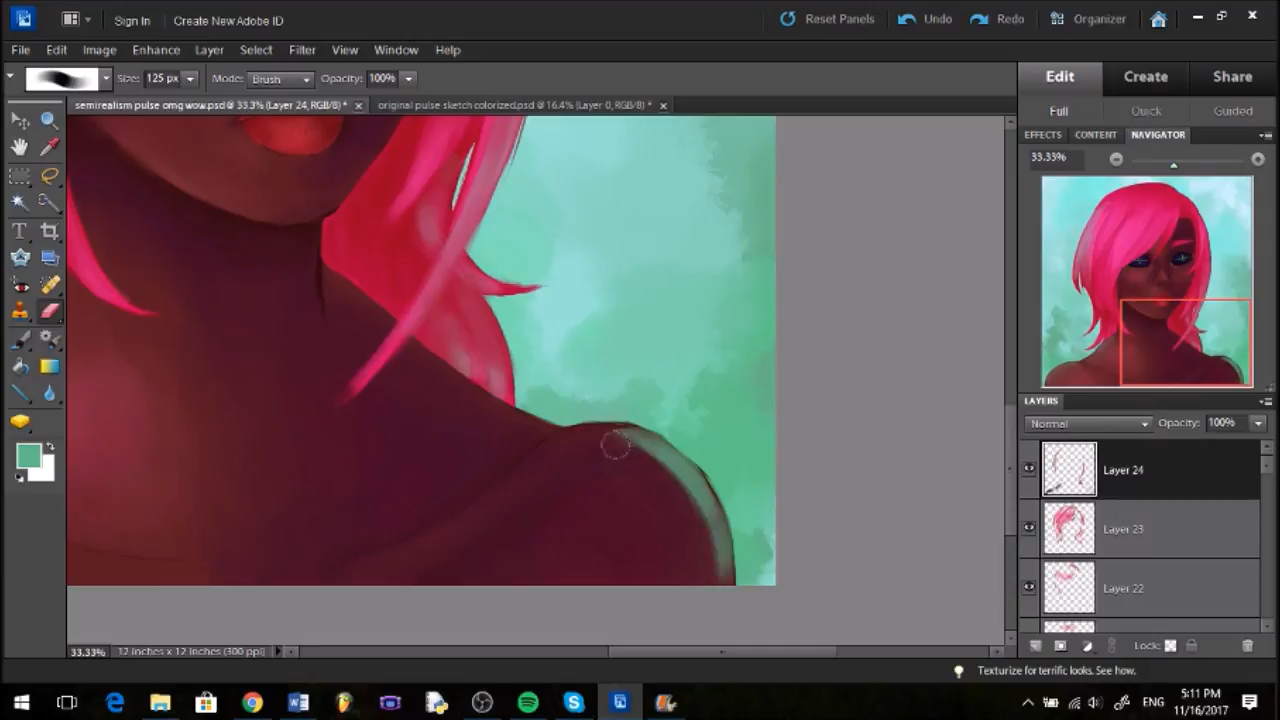 Sign In Create New Adobe ID Reset Panels Undo Redo Organizer
File Edit Image Enhance Layer Select Filter View Window Help
Size: 125 px Mode: Brush Opacity: 100% Edit Create Share
semirealism pulse omg wow.psd @ 33.3% (Layer 24, RGB/8) * original pulse sketch colorized.psd @ 16.4% (Layer 0, RGB/8) * Full Quick Guided
EFFECTS CONTENT NAVIGATOR
33.33%
LAYERS
Normal Opacity: 100%
Layer 24
Layer 23
Layer 22
Lock:
33.33% 12 inches x 12 inches (300 ppi)
Texturize for terrific looks. See how.
ENG 5:11 PM
11/16/2017